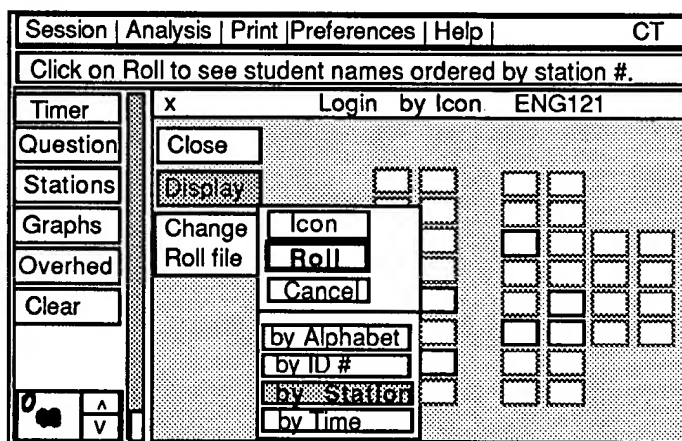 Session | Analysis | Print | Preferences | Help | CT
Click on Roll to see student names ordered by station #.
Timer
Question
Stations
Graphs
Overhed
Clear
x Login by Icon ENG121
Close
Display
Change
Roll file
Icon
Roll
Cancel
by Alphabet
by ID #
by Station
by Time